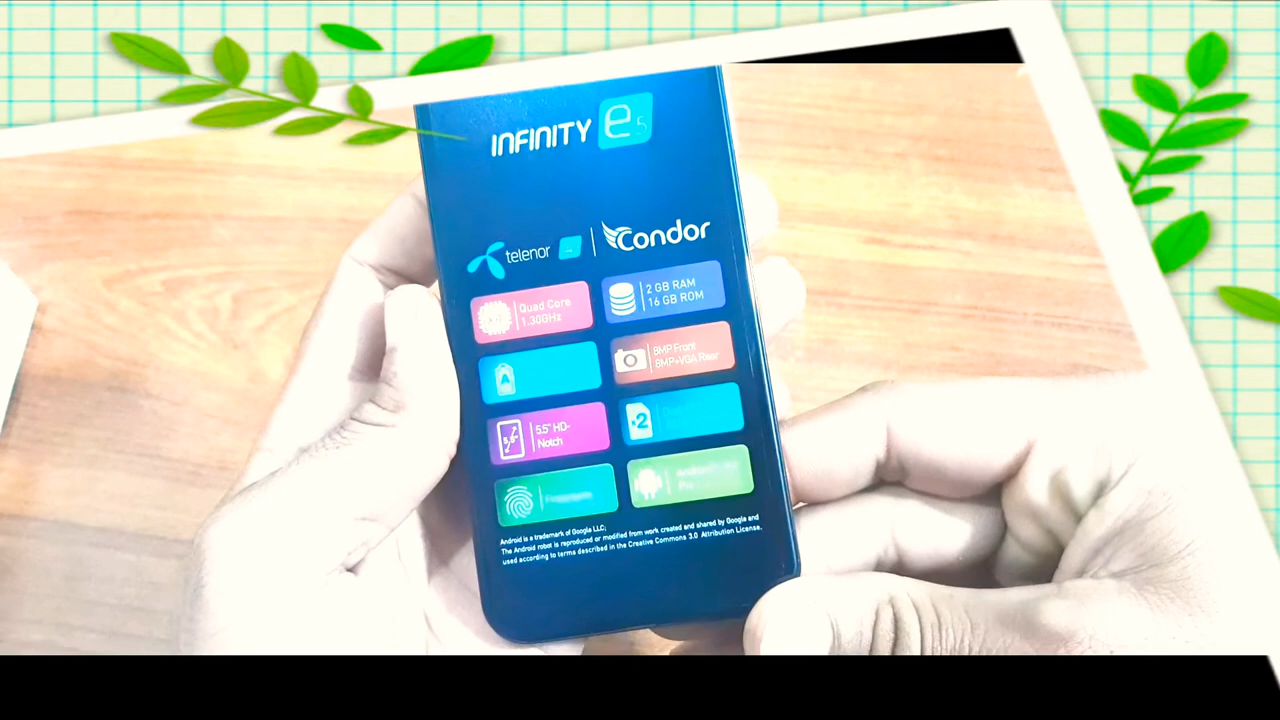 INFINITY e5
telenor
Condor
Quad Core
1.30GHz
2 GB RAM
16 GB ROM
8MP Front
8MP+VGA Rear
5.5"
5.5" HD-
Notch
x2
Android is a trademark of Google LLC;
The Android robot is reproduced or modified from work created and shared by Google and
used according to terms described in the Creative Commons 3.0 Attribution License.